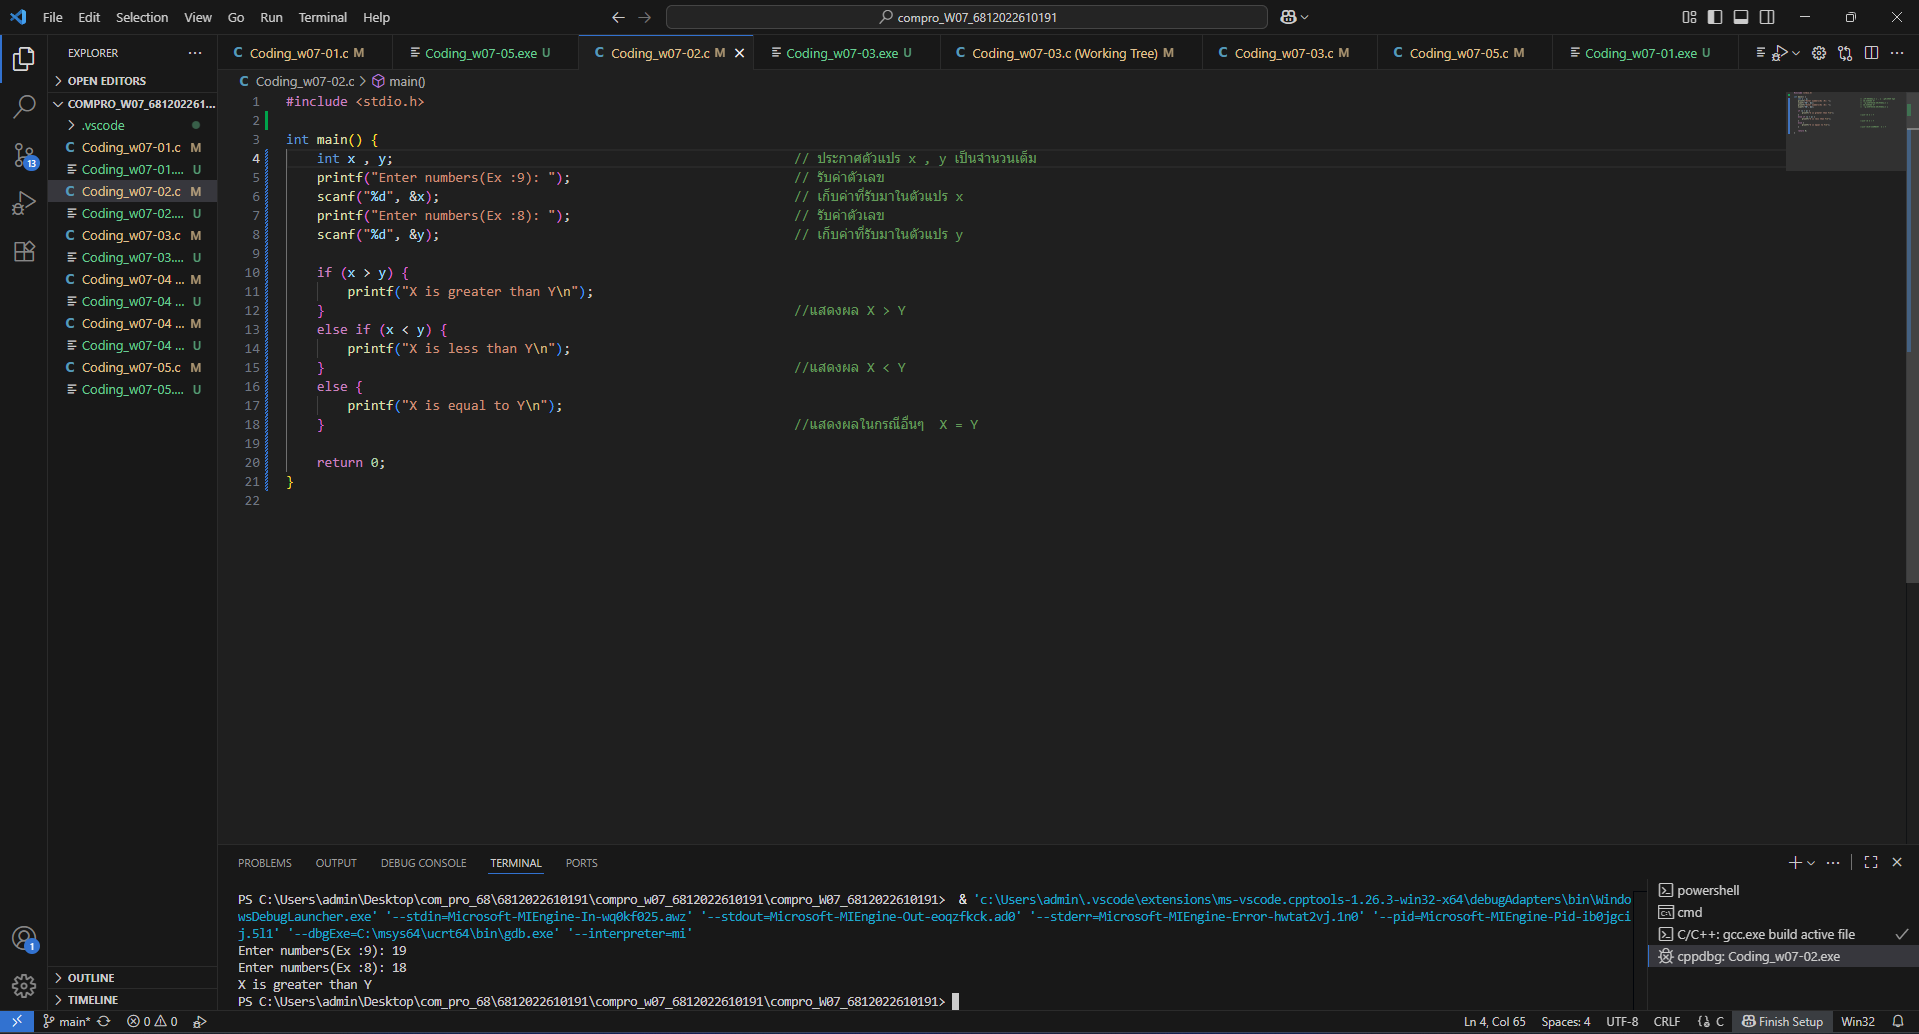 File Edit Selection View Go Run Terminal Help
compro_W07_6812022610191
EXPLORER
OPEN EDITORS
COMPRO_W07_681202261...
.vscode
C Coding_w07-01.c M
Coding_w07-01.... U
C Coding_w07-02.c M
Coding_w07-02.... U
C Coding_w07-03.c M
Coding_w07-03.... U
C Coding_w07-04 ... M
Coding_w07-04 ... U
C Coding_w07-04 ... M
Coding_w07-04 ... U
C Coding_w07-05.c M
Coding_w07-05.... U
13
1
OUTLINE
TIMELINE
C Coding_w07-01.c M Coding_w07-05.exe U C Coding_w07-02.c M Coding_w07-03.exe U C Coding_w07-03.c (Working Tree) M C Coding_w07-03.c M C Coding_w07-05.c M Coding_w07-01.exe U
C Coding_w07-02.c > main()
1 #include <stdio.h>
2
3 int main() {
4 int x , y; // ประกาศตัวแปร x , y เป็นจำนวนเต็ม
5 printf("Enter numbers(Ex :9): "); // รับค่าตัวเลข
6 scanf("%d", &x); // เก็บค่าที่รับมาในตัวแปร x
7 printf("Enter numbers(Ex :8): "); // รับค่าตัวเลข
8 scanf("%d", &y); // เก็บค่าที่รับมาในตัวแปร y
9
10 if (x > y) {
11 printf("X is greater than Y\n");
12 } //แสดงผล X > Y
13 else if (x < y) {
14 printf("X is less than Y\n");
15 } //แสดงผล X < Y
16 else {
17 printf("X is equal to Y\n");
18 } //แสดงผลในกรณีอื่นๆ X = Y
19
20 return 0;
21 }
22
PROBLEMS OUTPUT DEBUG CONSOLE TERMINAL PORTS
PS C:\Users\admin\Desktop\com_pro_68\6812022610191\compro_w07_6812022610191\compro_W07_6812022610191> & 'c:\Users\admin\.vscode\extensions\ms-vscode.cpptools-1.26.3-win32-x64\debugAdapters\bin\Windo
wsDebugLauncher.exe' '--stdin=Microsoft-MIEngine-In-wq0kf025.awz' '--stdout=Microsoft-MIEngine-Out-eoqzfkck.ad0' '--stderr=Microsoft-MIEngine-Error-hwtat2vj.1n0' '--pid=Microsoft-MIEngine-Pid-ib0jgci
j.5l1' '--dbgExe=C:\msys64\ucrt64\bin\gdb.exe' '--interpreter=mi'
Enter numbers(Ex :9): 19
Enter numbers(Ex :8): 18
X is greater than Y
PS C:\Users\admin\Desktop\com_pro_68\6812022610191\compro_w07_6812022610191\compro_W07_6812022610191>
powershell
cmd
C/C++: gcc.exe build active file
cppdbg: Coding_w07-02.exe
main* 0 0 Ln 4, Col 65 Spaces: 4 UTF-8 CRLF {} C Finish Setup Win32